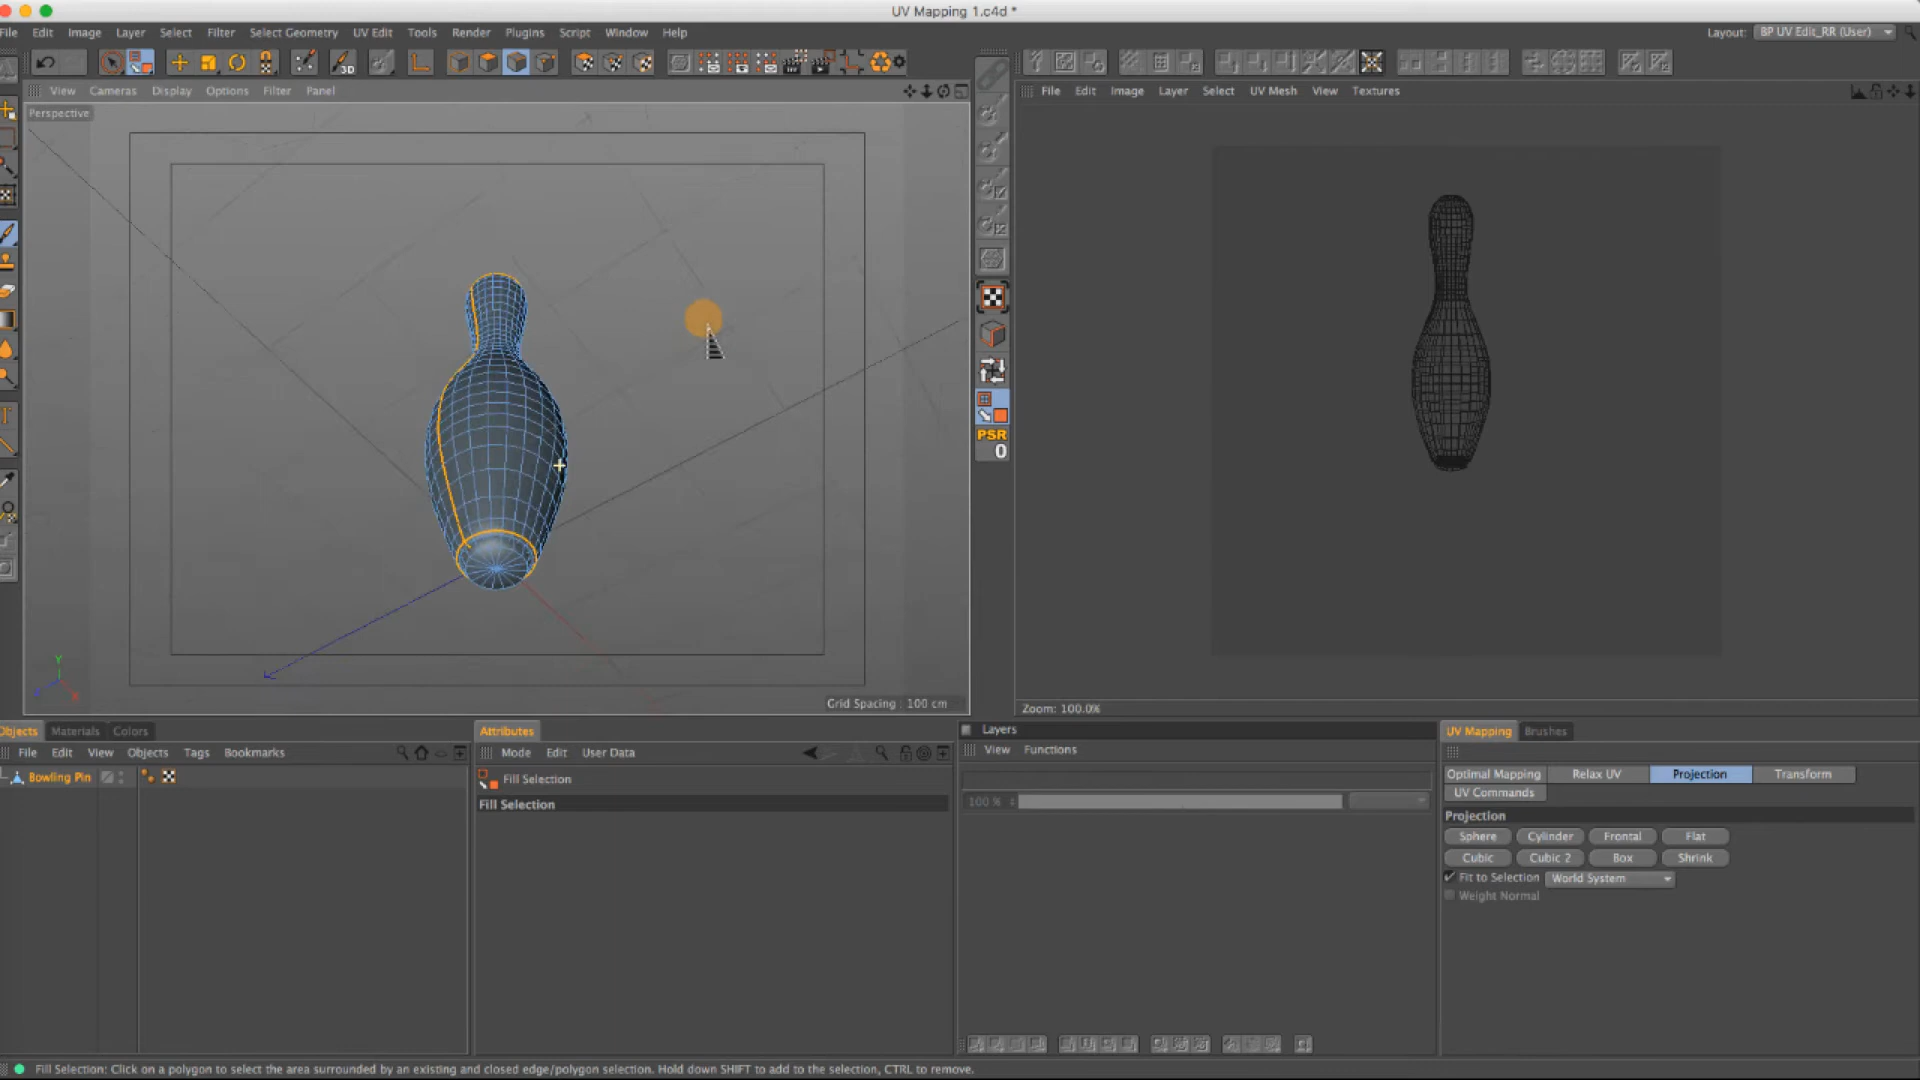 UV Mapping 1.c4d *
File Edit Image Layer Select Filter Select Geometry UV Edit Tools Render Plugins Script Window Help
Layout: BP UV Edit_RR (User)
3D
View Cameras Display Options Filter Panel
File Edit Image Layer Select UV Mesh View Textures
Perspective
PSR
0
Y
Grid Spacing : 100 cm
Zoom: 100.0%
Objects Materials Colors
Attributes
Layers
UV Mapping Brushes
File Edit View Objects Tags Bookmarks
Mode Edit User Data
View Functions
Bowling Pin
Fill Selection
Fill Selection
100 %
Optimal Mapping Relax UV Projection Transform
UV Commands
Projection
Sphere Cylinder Frontal Flat
Cubic Cubic 2 Box Shrink
Fit to Selection World System
Weight Normal
Fill Selection: Click on a polygon to select the area surrounded by an existing and closed edge/polygon selection. Hold down SHIFT to add to the selection, CTRL to remove.